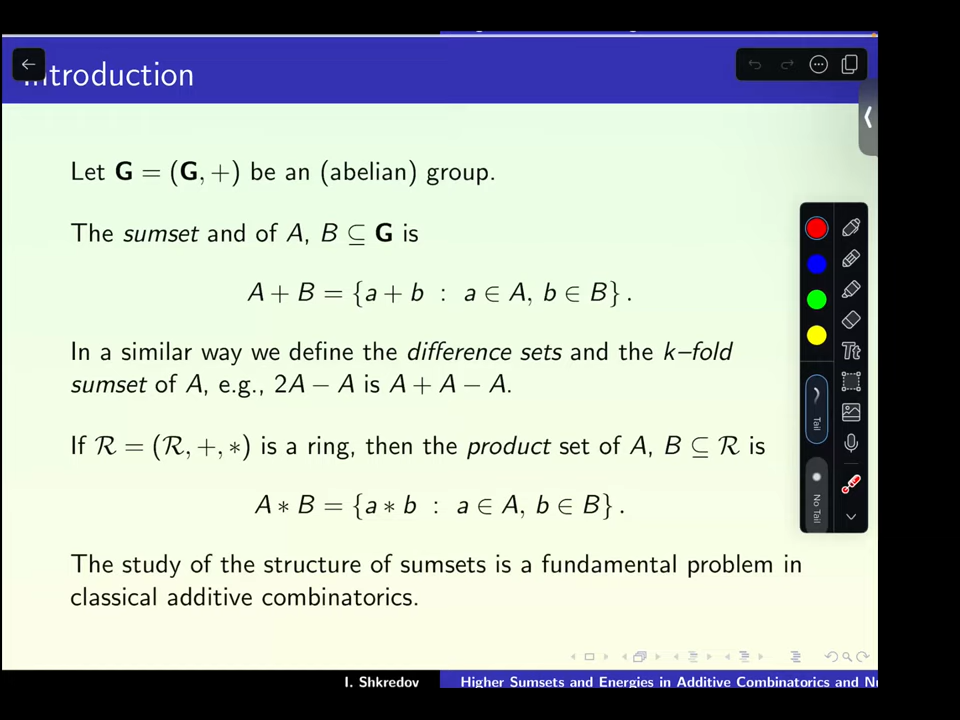 ntroduction
Let G = (G, +) be an (abelian) group.
The sumset and of A, B ⊆ G is
A + B = {a + b : a ∈ A, b ∈ B} .
In a similar way we define the difference sets and the k–fold
sumset of A, e.g., 2A − A is A + A − A.
If ℛ = (ℛ, +, ∗) is a ring, then the product set of A, B ⊆ ℛ is
A ∗ B = {a ∗ b : a ∈ A, b ∈ B} .
The study of the structure of sumsets is a fundamental problem in
classical additive combinatorics.
Tt
Tail
No Tail
I. Shkredov
Higher Sumsets and Energies in Additive Combinatorics and Nu